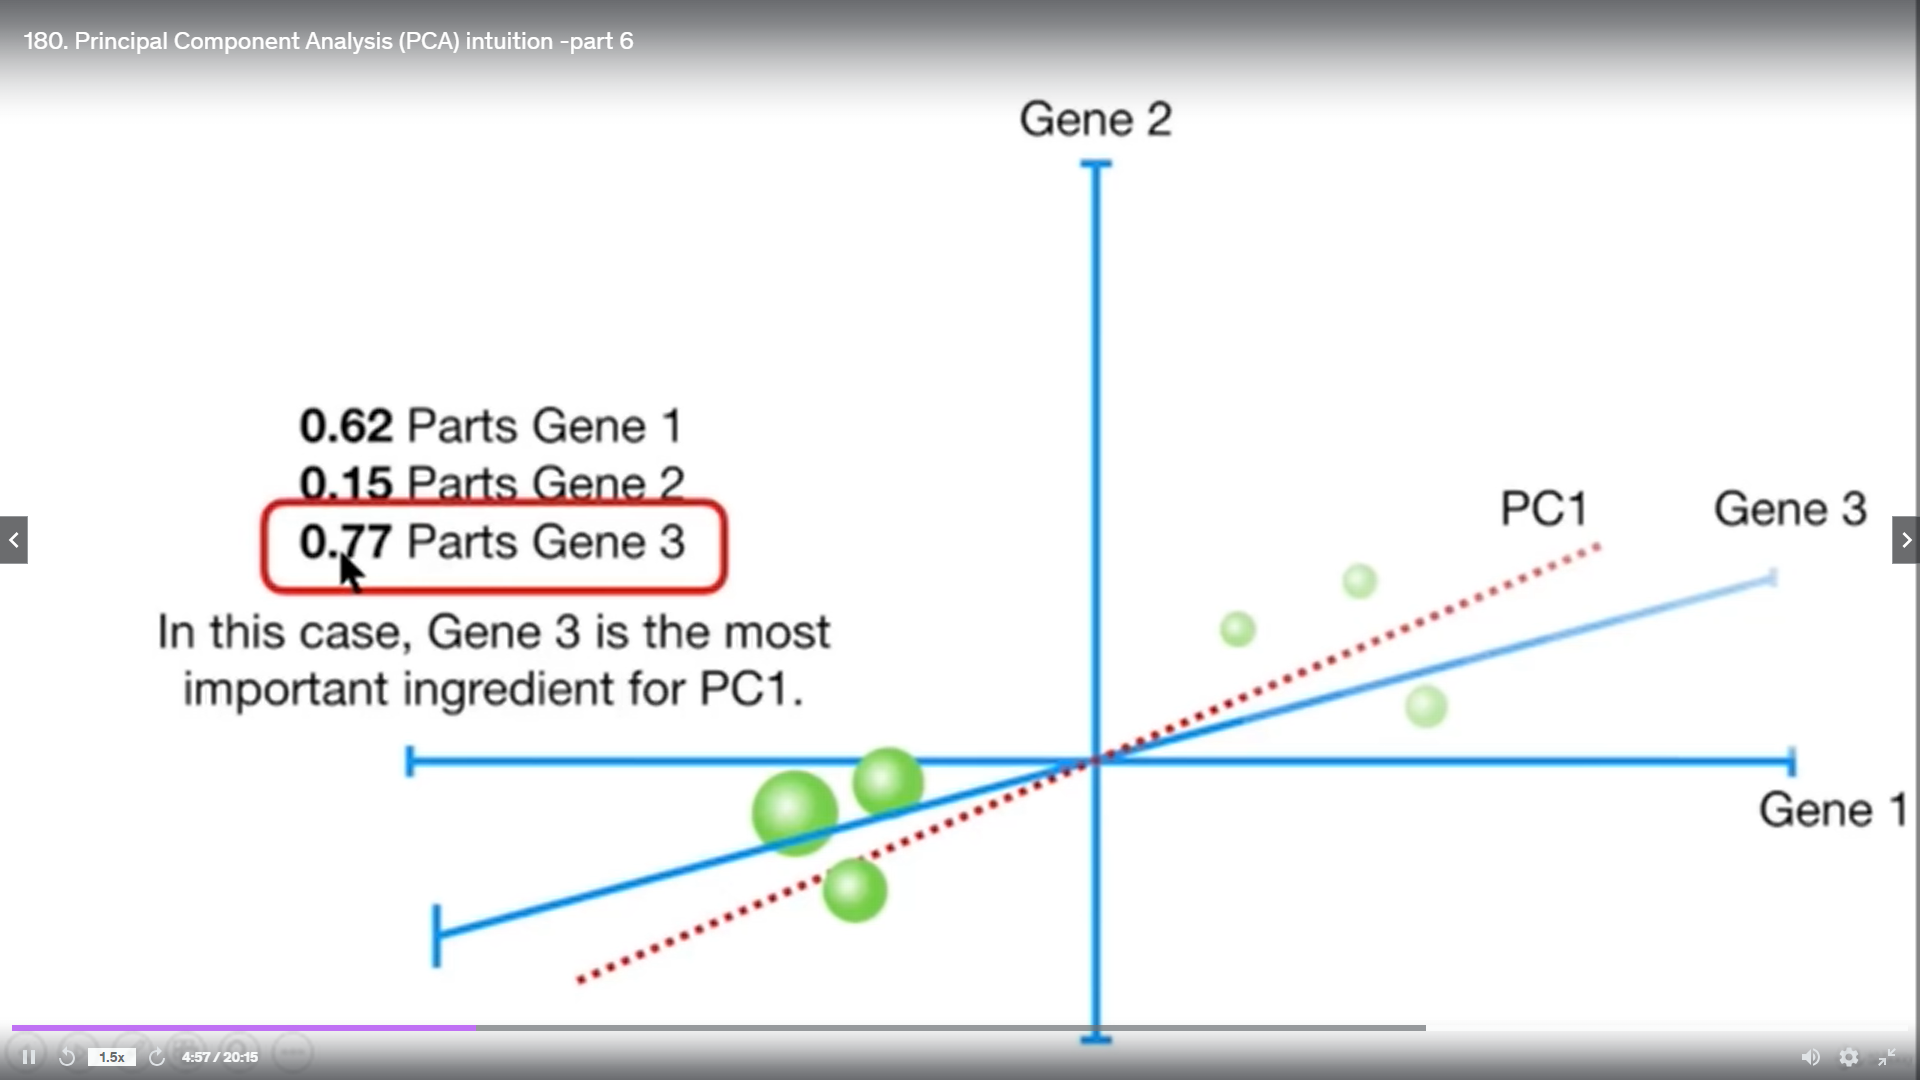 180. Principal Component Analysis (PCA) intuition -part 6
Gene 2
0.62 Parts Gene 1
0.15 Parts Gene 2
0.77 Parts Gene 3
In this case, Gene 3 is the most
important ingredient for PC1.
PC1
Gene 3
Gene 1
1.5x
4:57 / 20:15